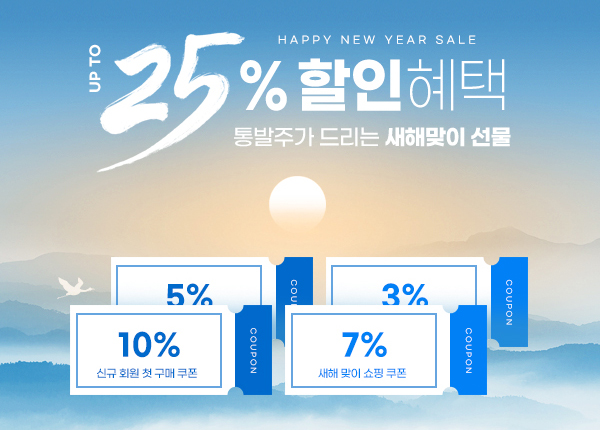 HAPPY NEW YEAR SALE
UP TO
25% 할인혜택
통발주가 드리는 새해맞이 선물
5%
COUPON
3%
COUPON
10%
신규 회원 첫 구매 쿠폰
COUPON
7%
새해 맞이 쇼핑 쿠폰
COUPON